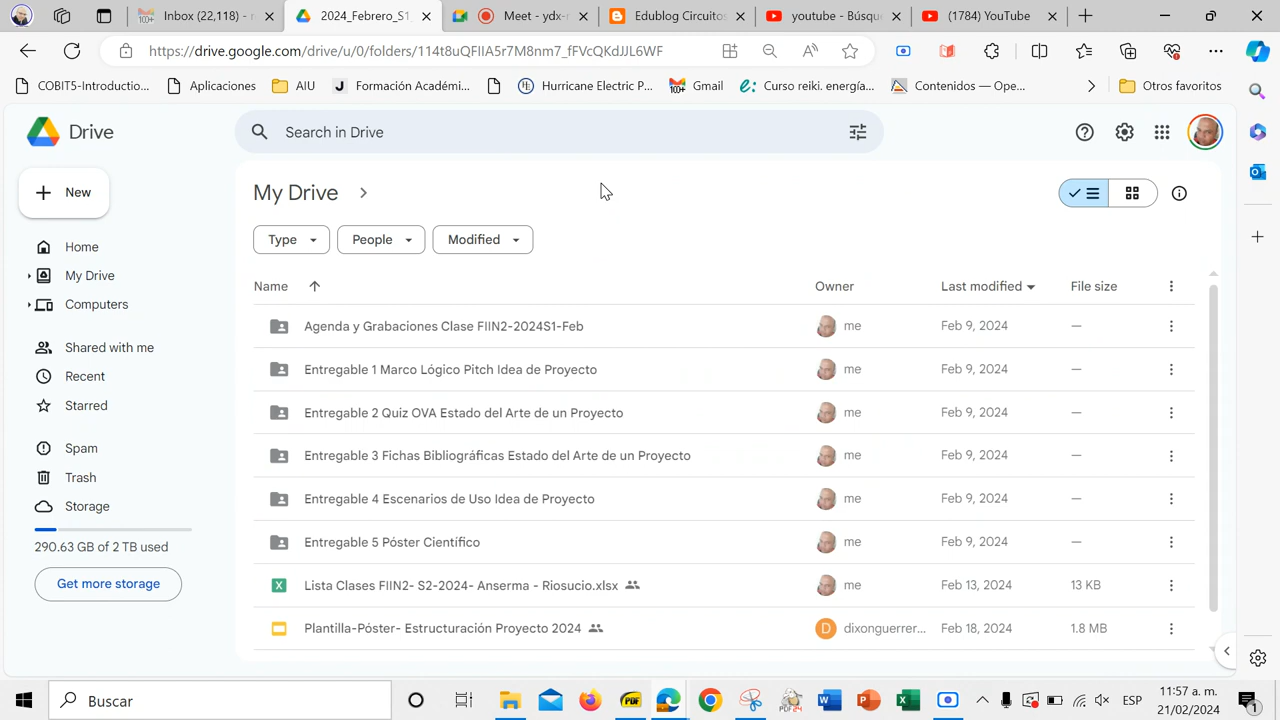 Inbox (22,118) - r
2024_Febrero_S1_
Meet - ydx-
Edublog Circuit
youtube - Búsqu
(1784) YouTube
https://drive.google.com/drive/u/0/folders/114t8uQFIIA5r7M8nm7_fFVcQKdJJL6WF
COBIT5-Introductio...
Aplicaciones
AIU
Formación Académi...
Hurricane Electric P...
Gmail
Curso reiki. energía...
Contenidos — Ope...
Otros favoritos
Drive
Search in Drive
New
My Drive
Type
People
Modified
Home
My Drive
Computers
Shared with me
Recent
Starred
Spam
Trash
Storage
290.63 GB of 2 TB used
Get more storage
Name Owner Last modified File size
Agenda y Grabaciones Clase FIIN2-2024S1-Feb me Feb 9, 2024 —
Entregable 1 Marco Lógico Pitch Idea de Proyecto me Feb 9, 2024 —
Entregable 2 Quiz OVA Estado del Arte de un Proyecto me Feb 9, 2024 —
Entregable 3 Fichas Bibliográficas Estado del Arte de un Proyecto me Feb 9, 2024 —
Entregable 4 Escenarios de Uso Idea de Proyecto me Feb 9, 2024 —
Entregable 5 Póster Científico me Feb 9, 2024 —
Lista Clases FIIN2- S2-2024- Anserma - Riosucio.xlsx me Feb 13, 2024 13 KB
Plantilla-Póster- Estructuración Proyecto 2024 D dixonguerrer... Feb 18, 2024 1.8 MB
Buscar
ESP
11:57 a. m.
21/02/2024